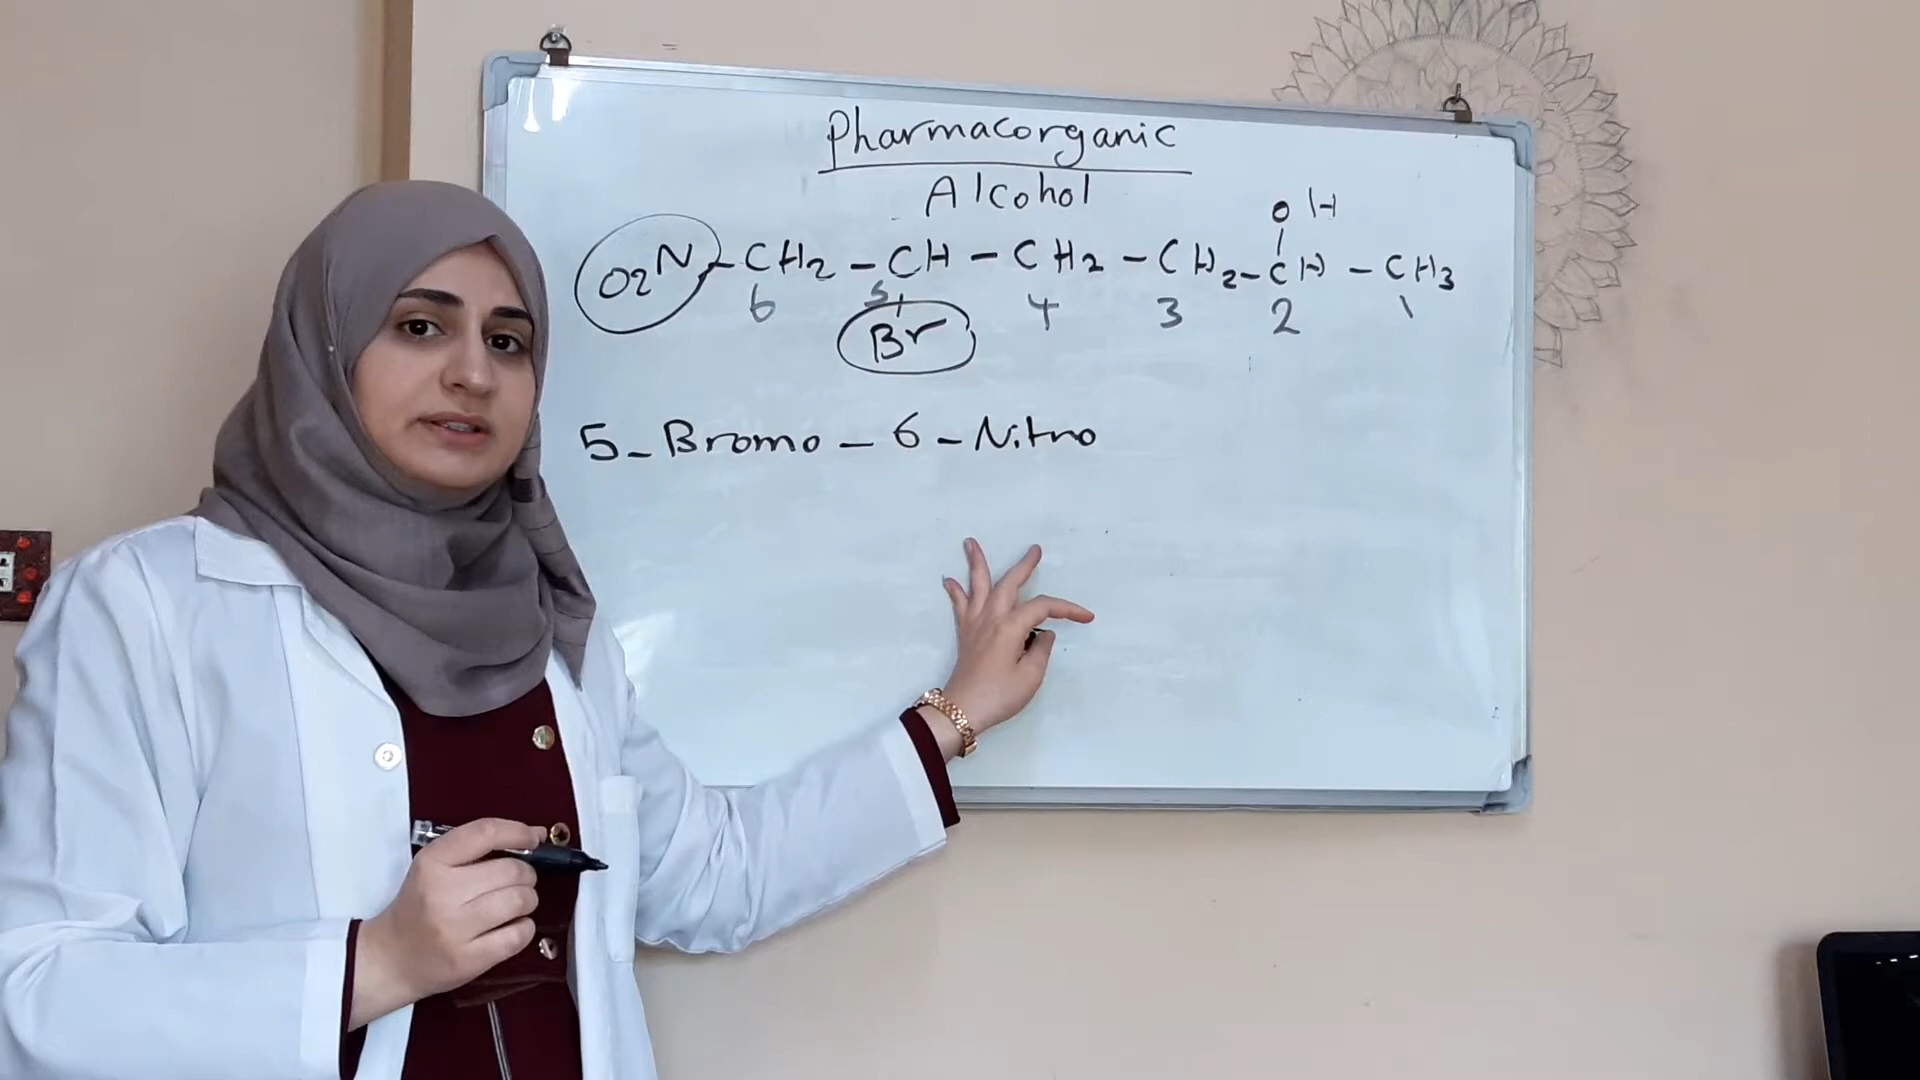 Pharmacorganic
Alcohol
OH
O2N-CH2-CH-CH2-CH2-CH-CH3
6 5 4 3 2 1
Br
5-Bromo-6-Nitro